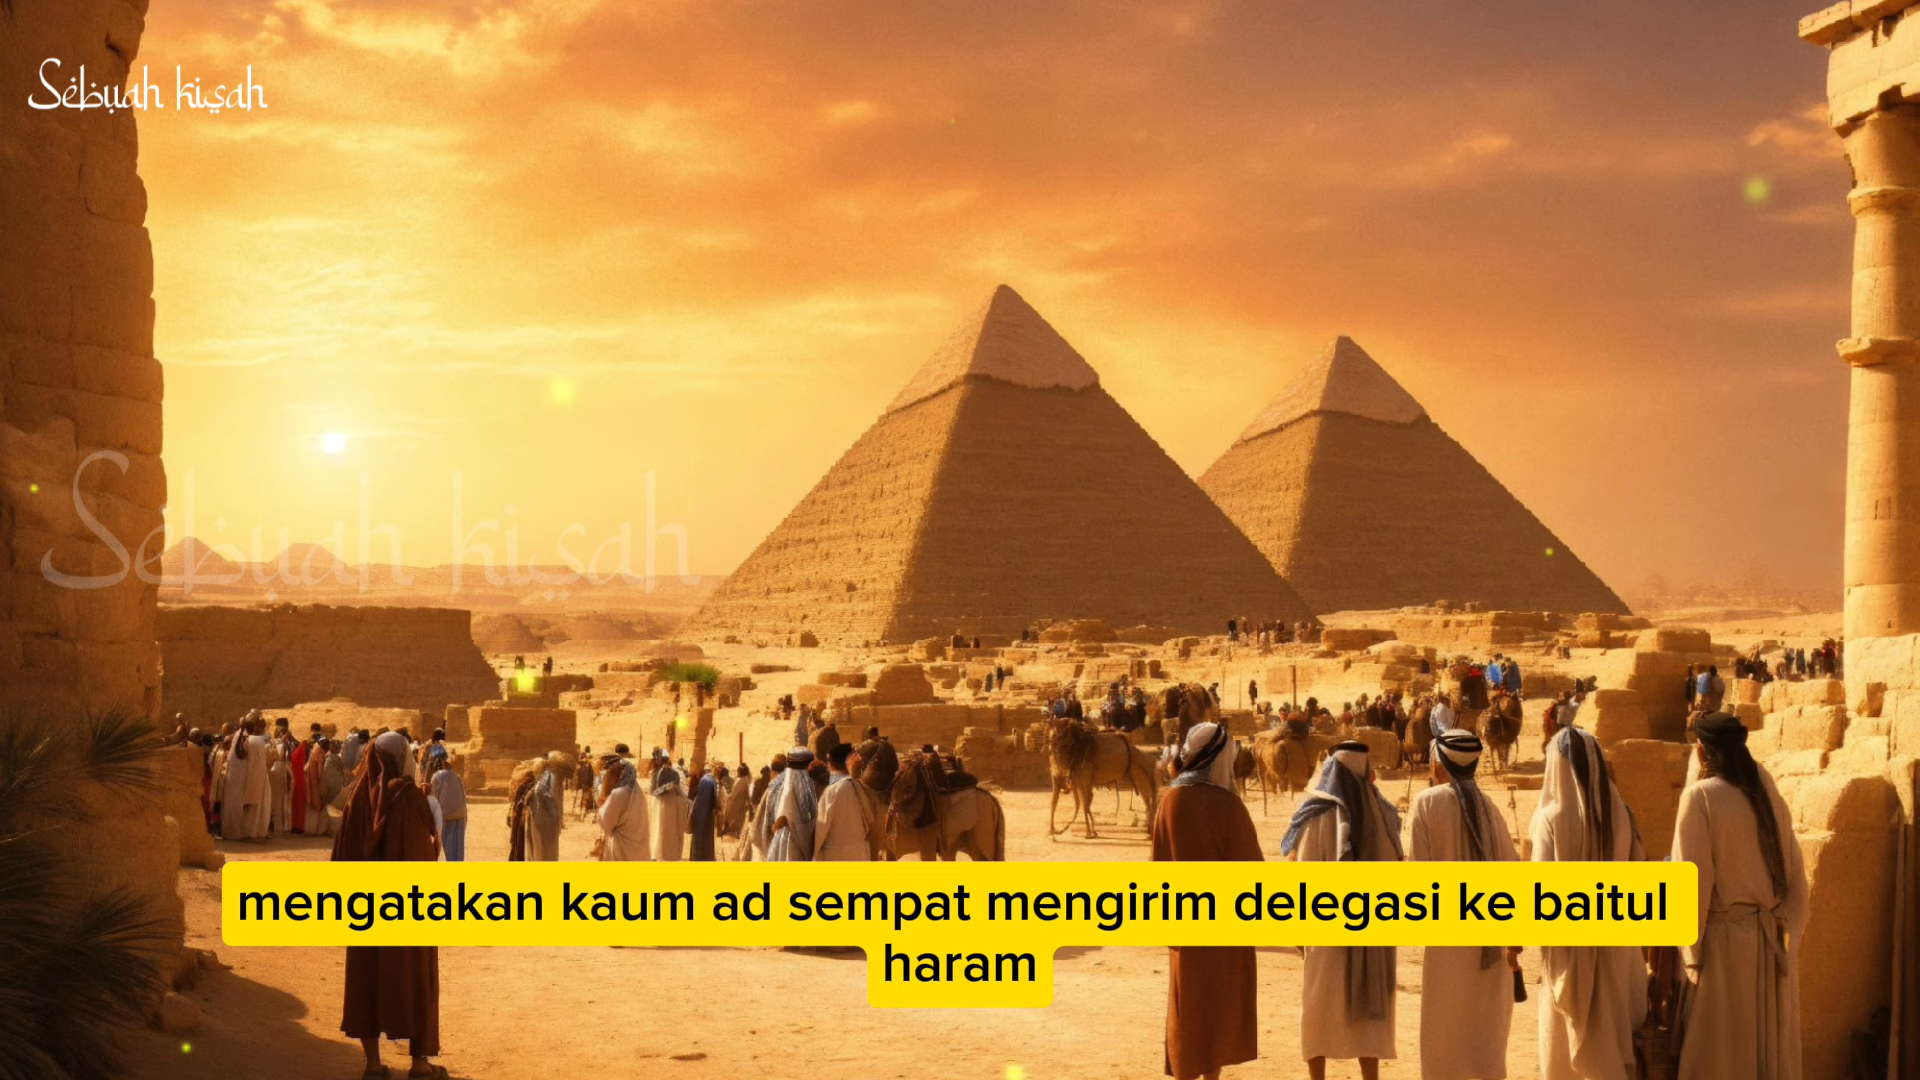 Sebuah kisah
Sebuah kisah
mengatakan kaum ad sempat mengirim delegasi ke baitul
haram